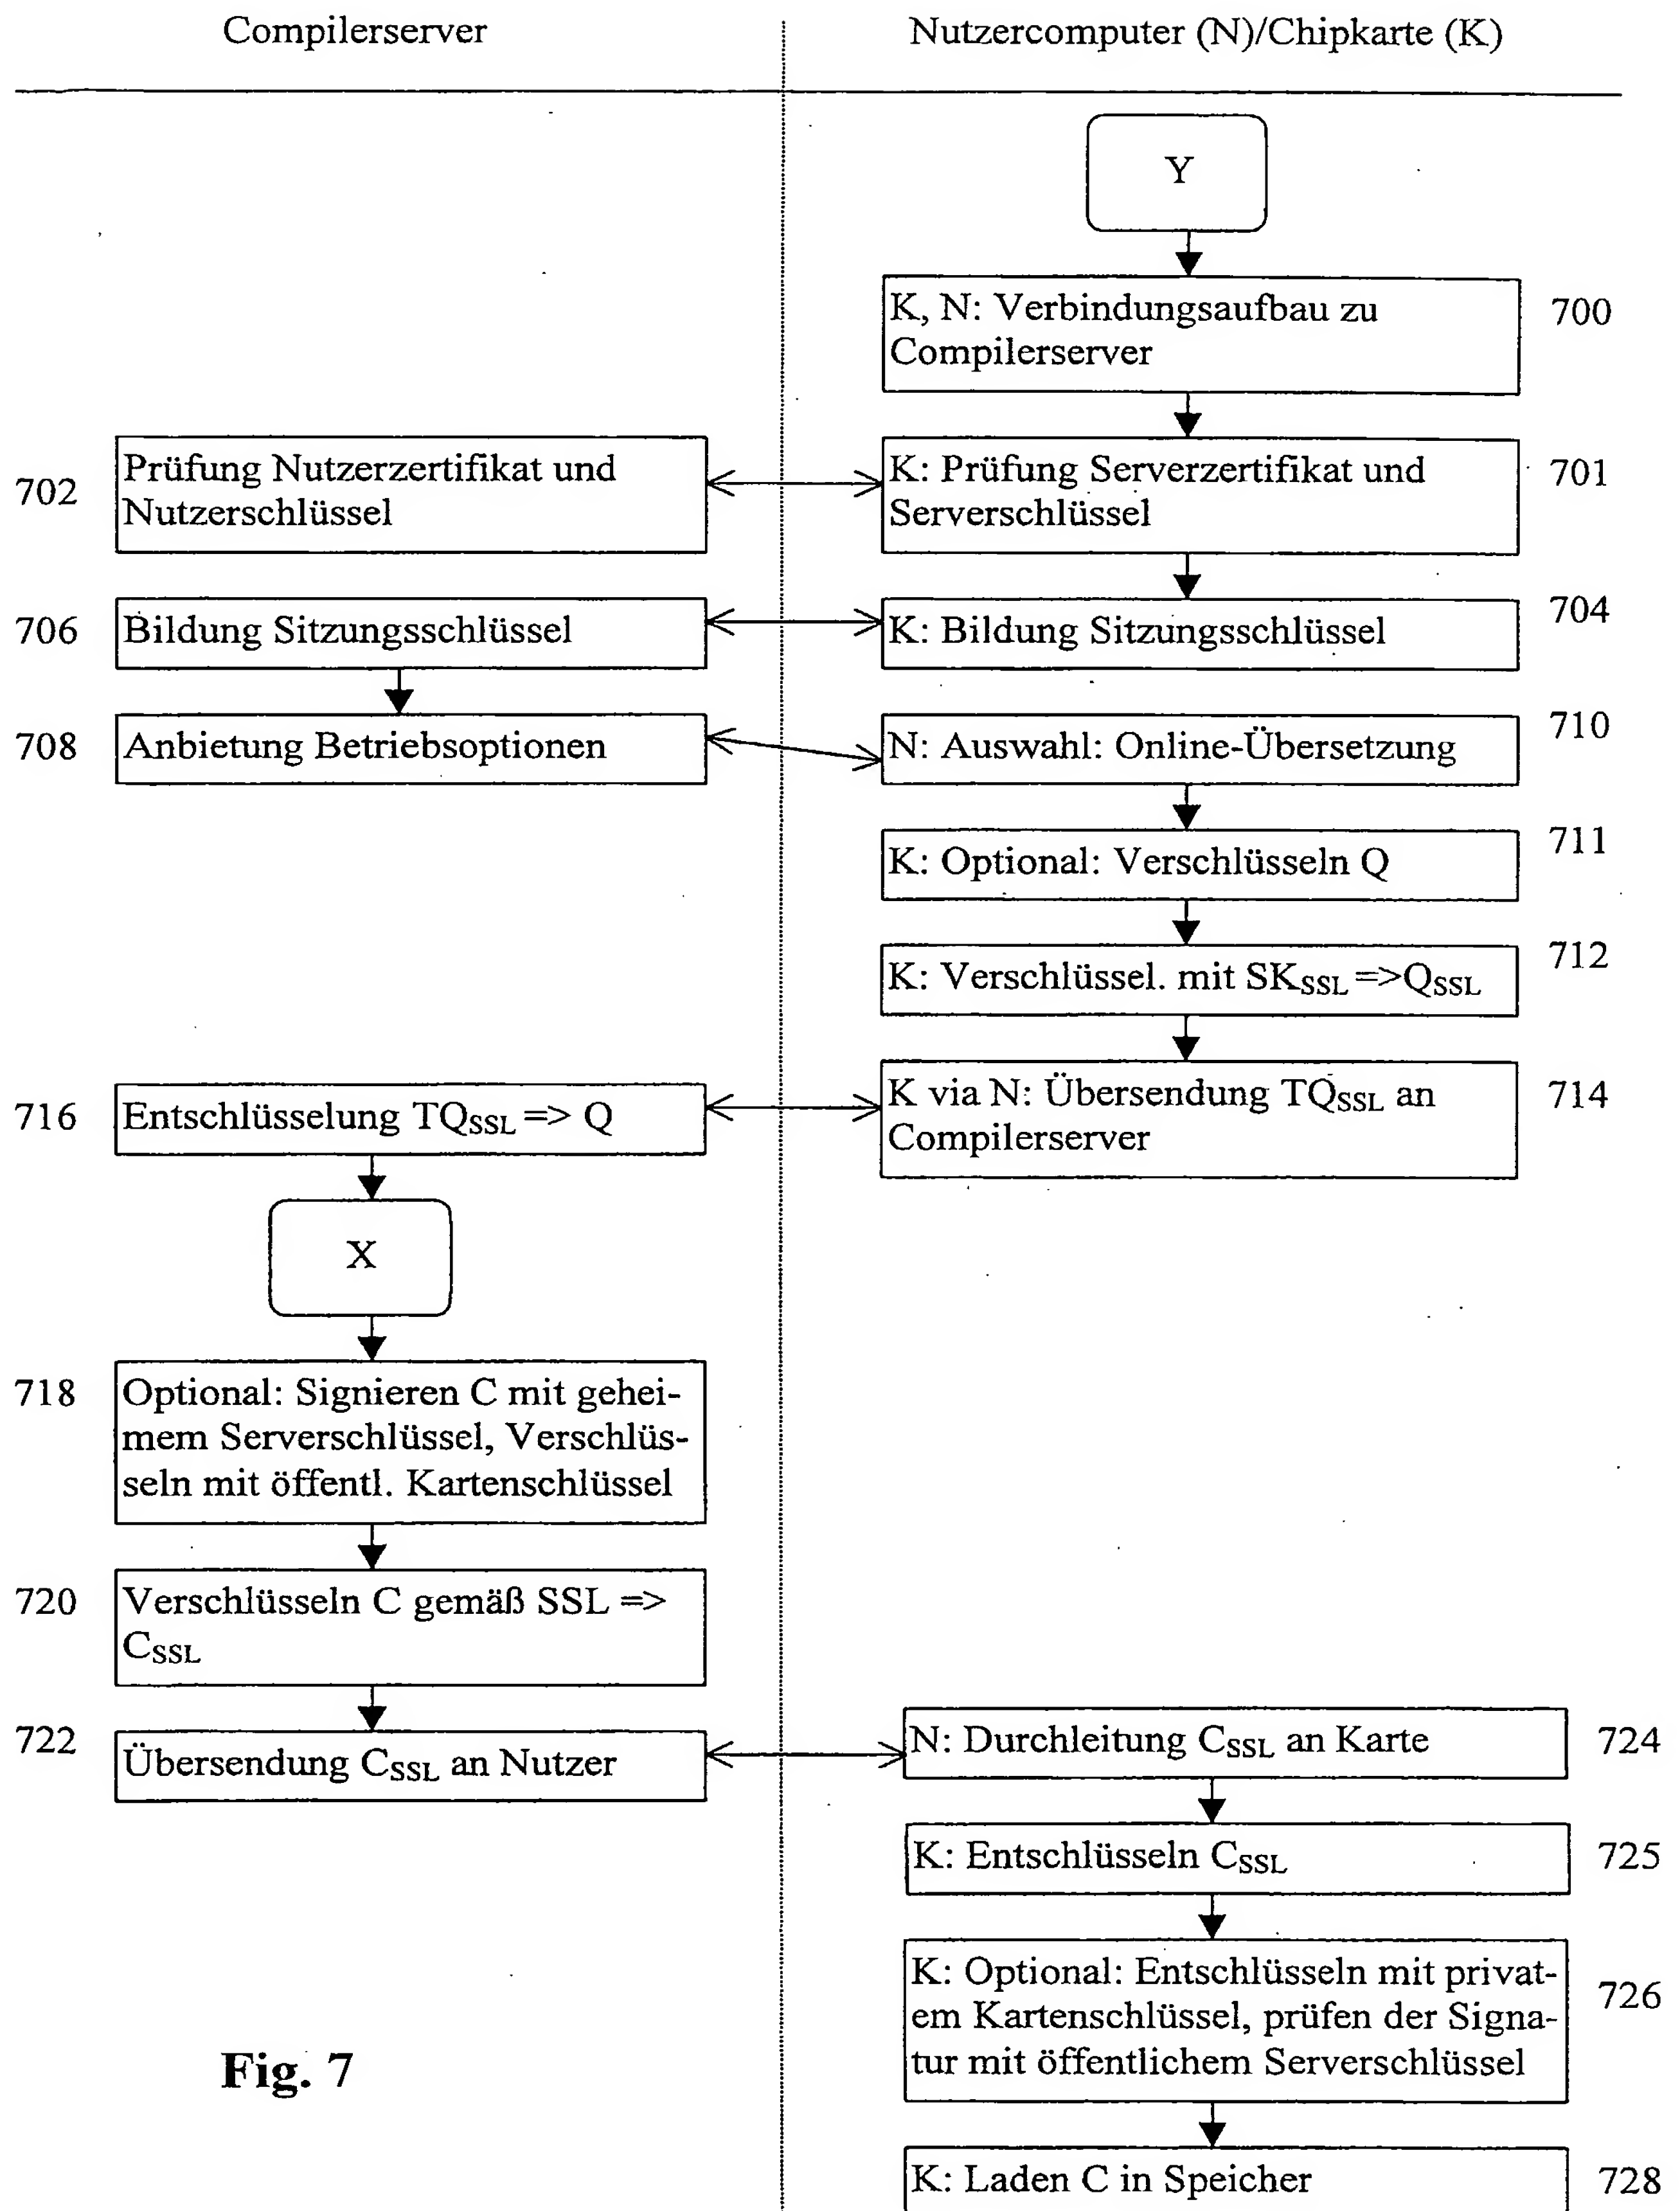 Compilerserver
Nutzercomputer (N)/Chipkarte (K)
Y
K, N: Verbindungsaufbau zu
Compilerserver
700
702
Prüfung Nutzerzertifikat und
Nutzerschlüssel
K: Prüfung Serverzertifikat und
Serverschlüssel
701
706
Bildung Sitzungsschlüssel
K: Bildung Sitzungsschlüssel
704
708
Anbietung Betriebsoptionen
N: Auswahl: Online-Übersetzung
710
K: Optional: Verschlüsseln Q
711
K: Verschlüssel. mit SKSSL =>QSSL
712
716
Entschlüsselung TQSSL => Q
K via N: Übersendung TQSSL an
Compilerserver
714
X
718
Optional: Signieren C mit gehei-
mem Serverschlüssel, Verschlüs-
seln mit öffentl. Kartenschlüssel
720
Verschlüsseln C gemäß SSL =>
CSSL
722
Übersendung CSSL an Nutzer
N: Durchleitung CSSL an Karte
724
K: Entschlüsseln CSSL
725
K: Optional: Entschlüsseln mit privat-
em Kartenschlüssel, prüfen der Signa-
tur mit öffentlichem Serverschlüssel
726
Fig. 7
K: Laden C in Speicher
728